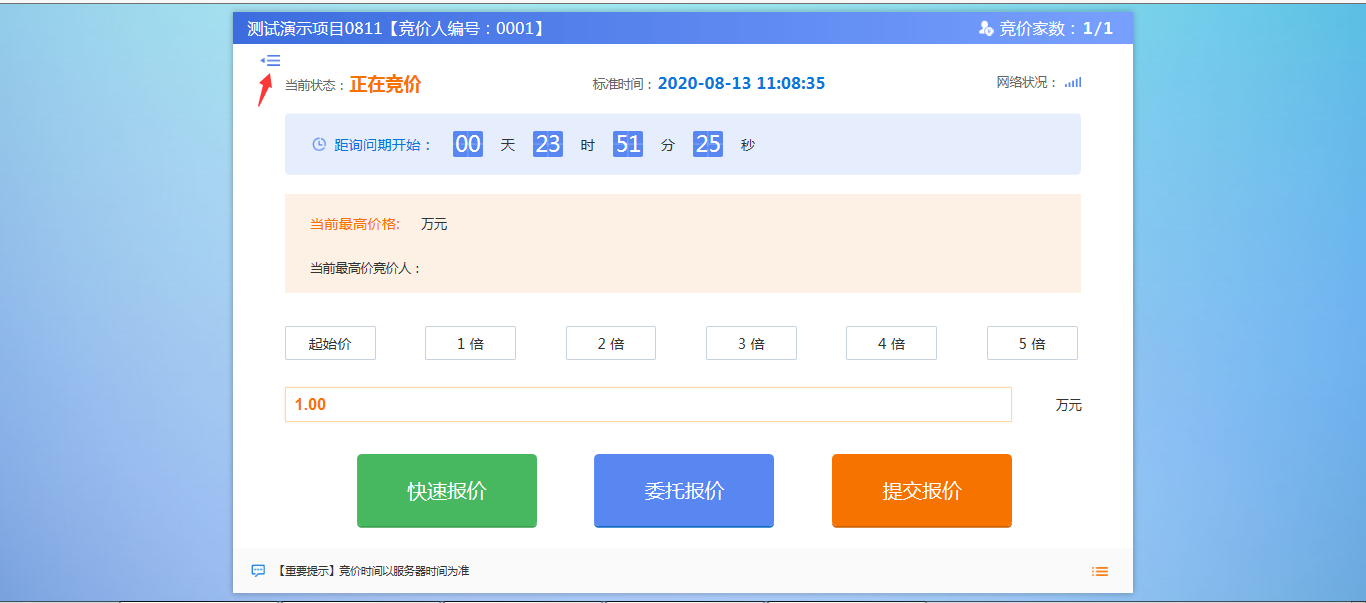 测试演示项目0811【竞价人编号：0001】 竞价家数：1/1
当前状态：正在竞价 标准时间：2020-08-13 11:08:35 网络状况：
距询问期开始： 00 天 23 时 51 分 25 秒
当前最高价格: 万元
当前最高价竞价人：
起始价 1 倍 2 倍 3 倍 4 倍 5 倍
1.00 万元
快速报价 委托报价 提交报价
【重要提示】竞价时间以服务器时间为准